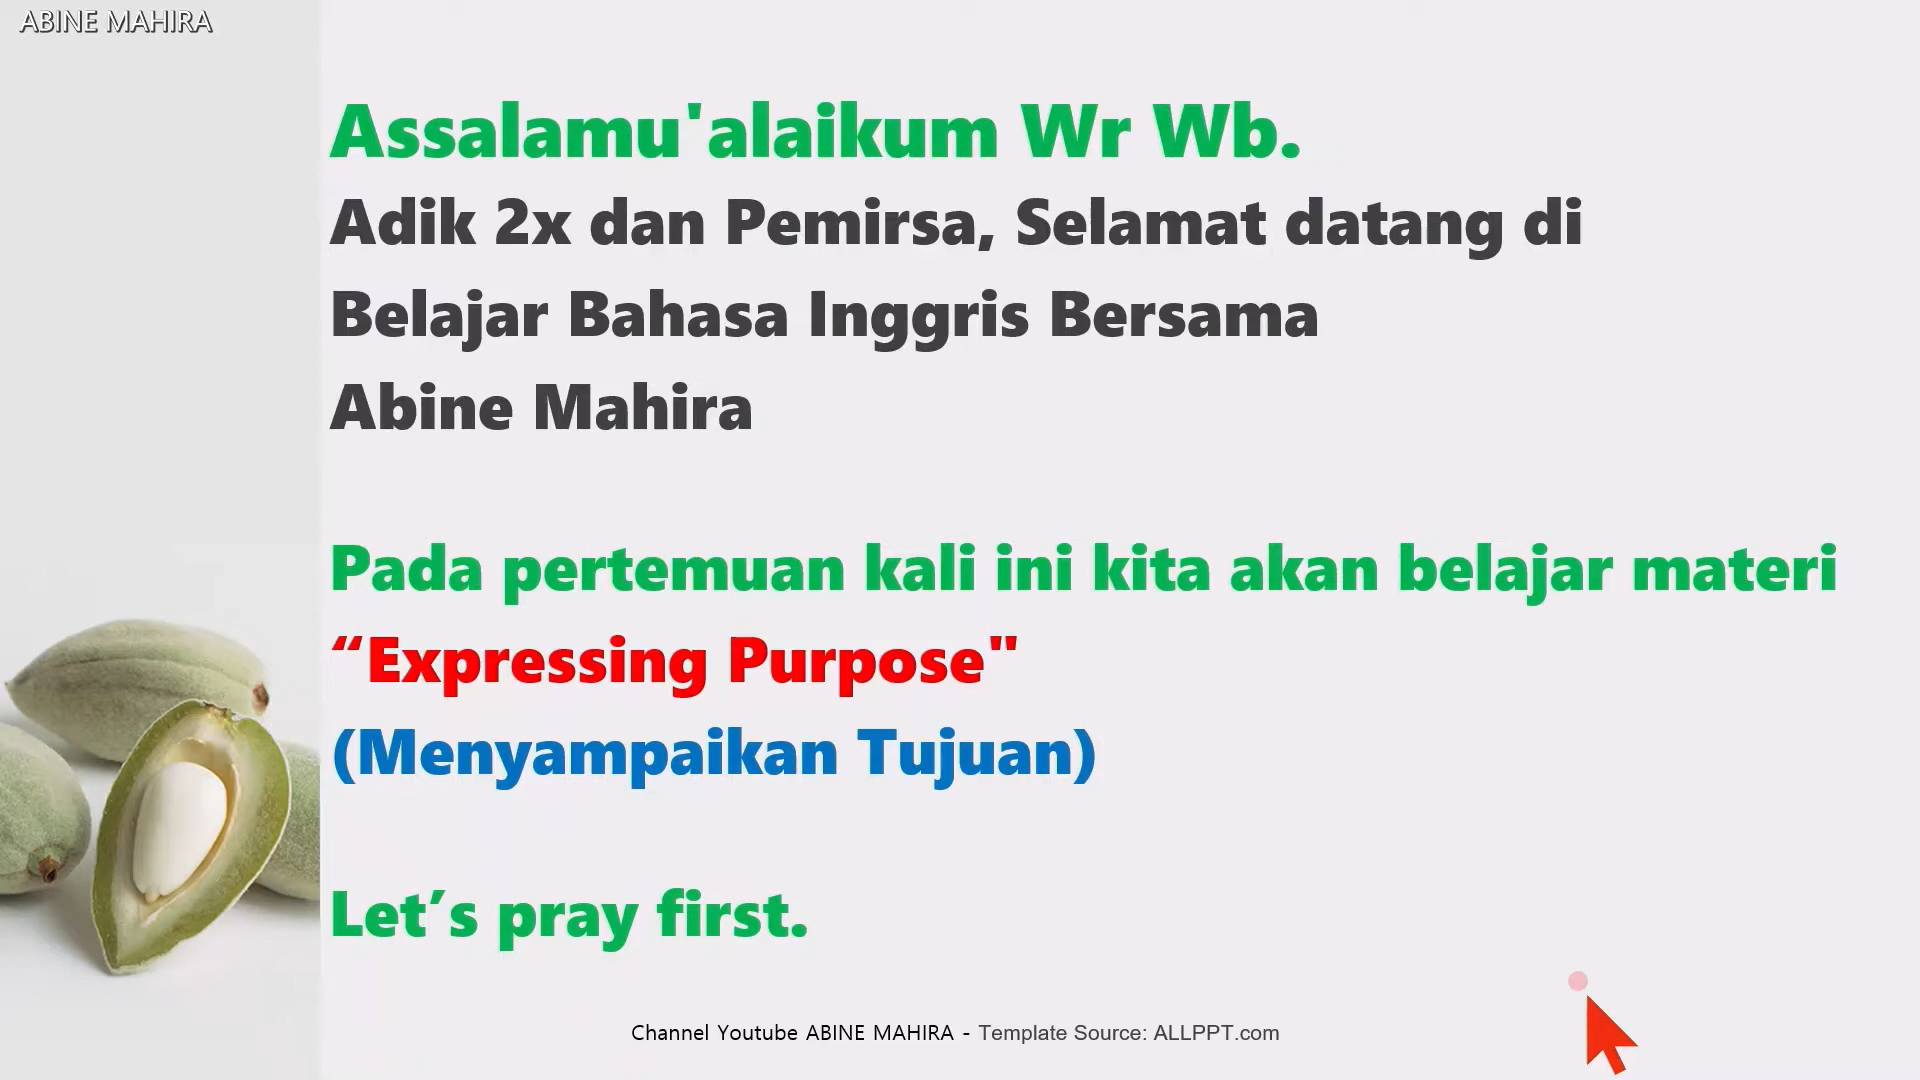 ABINE MAHIRA
Assalamu'alaikum Wr Wb.
Adik 2x dan Pemirsa, Selamat datang di
Belajar Bahasa Inggris Bersama
Abine Mahira
Pada pertemuan kali ini kita akan belajar materi
“Expressing Purpose"
(Menyampaikan Tujuan)
Let’s pray first.
Channel Youtube ABINE MAHIRA - Template Source: ALLPPT.com